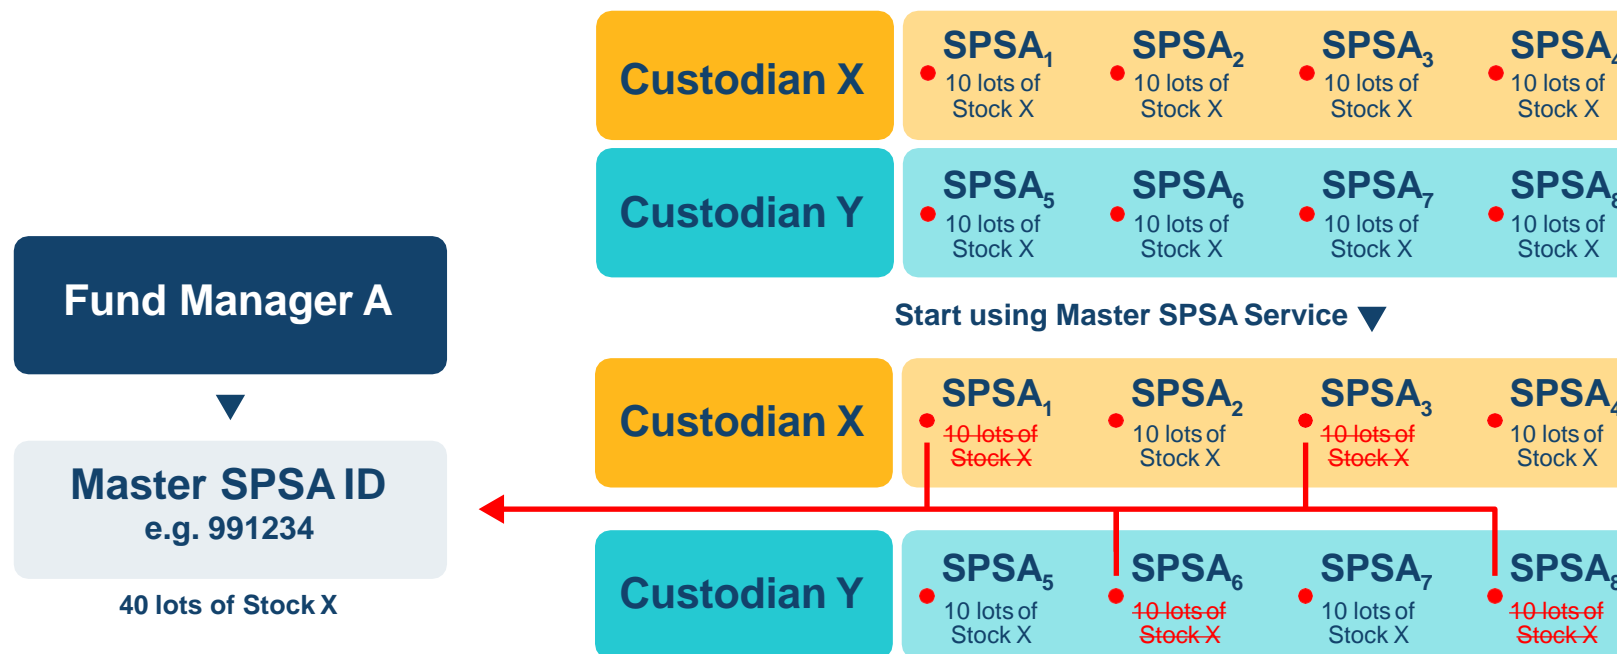 Custodian X
SPSA1 SPSA2 SPSA3 SPSA4
10 lots of 10 lots of 10 lots of 10 lots of
Stock X Stock X Stock X Stock X
Custodian Y
SPSA5 SPSA6 SPSA7 SPSA8
10 lots of 10 lots of 10 lots of 10 lots of
Stock X Stock X Stock X Stock X
Fund Manager A
Start using Master SPSA Service
Custodian X
SPSA1 SPSA2 SPSA3 SPSA4
10 lots of 10 lots of 10 lots of 10 lots of
Stock X Stock X Stock X Stock X
Master SPSA ID
e.g. 991234
40 lots of Stock X
Custodian Y
SPSA5 SPSA6 SPSA7 SPSA8
10 lots of 10 lots of 10 lots of 10 lots of
Stock X Stock X Stock X Stock X